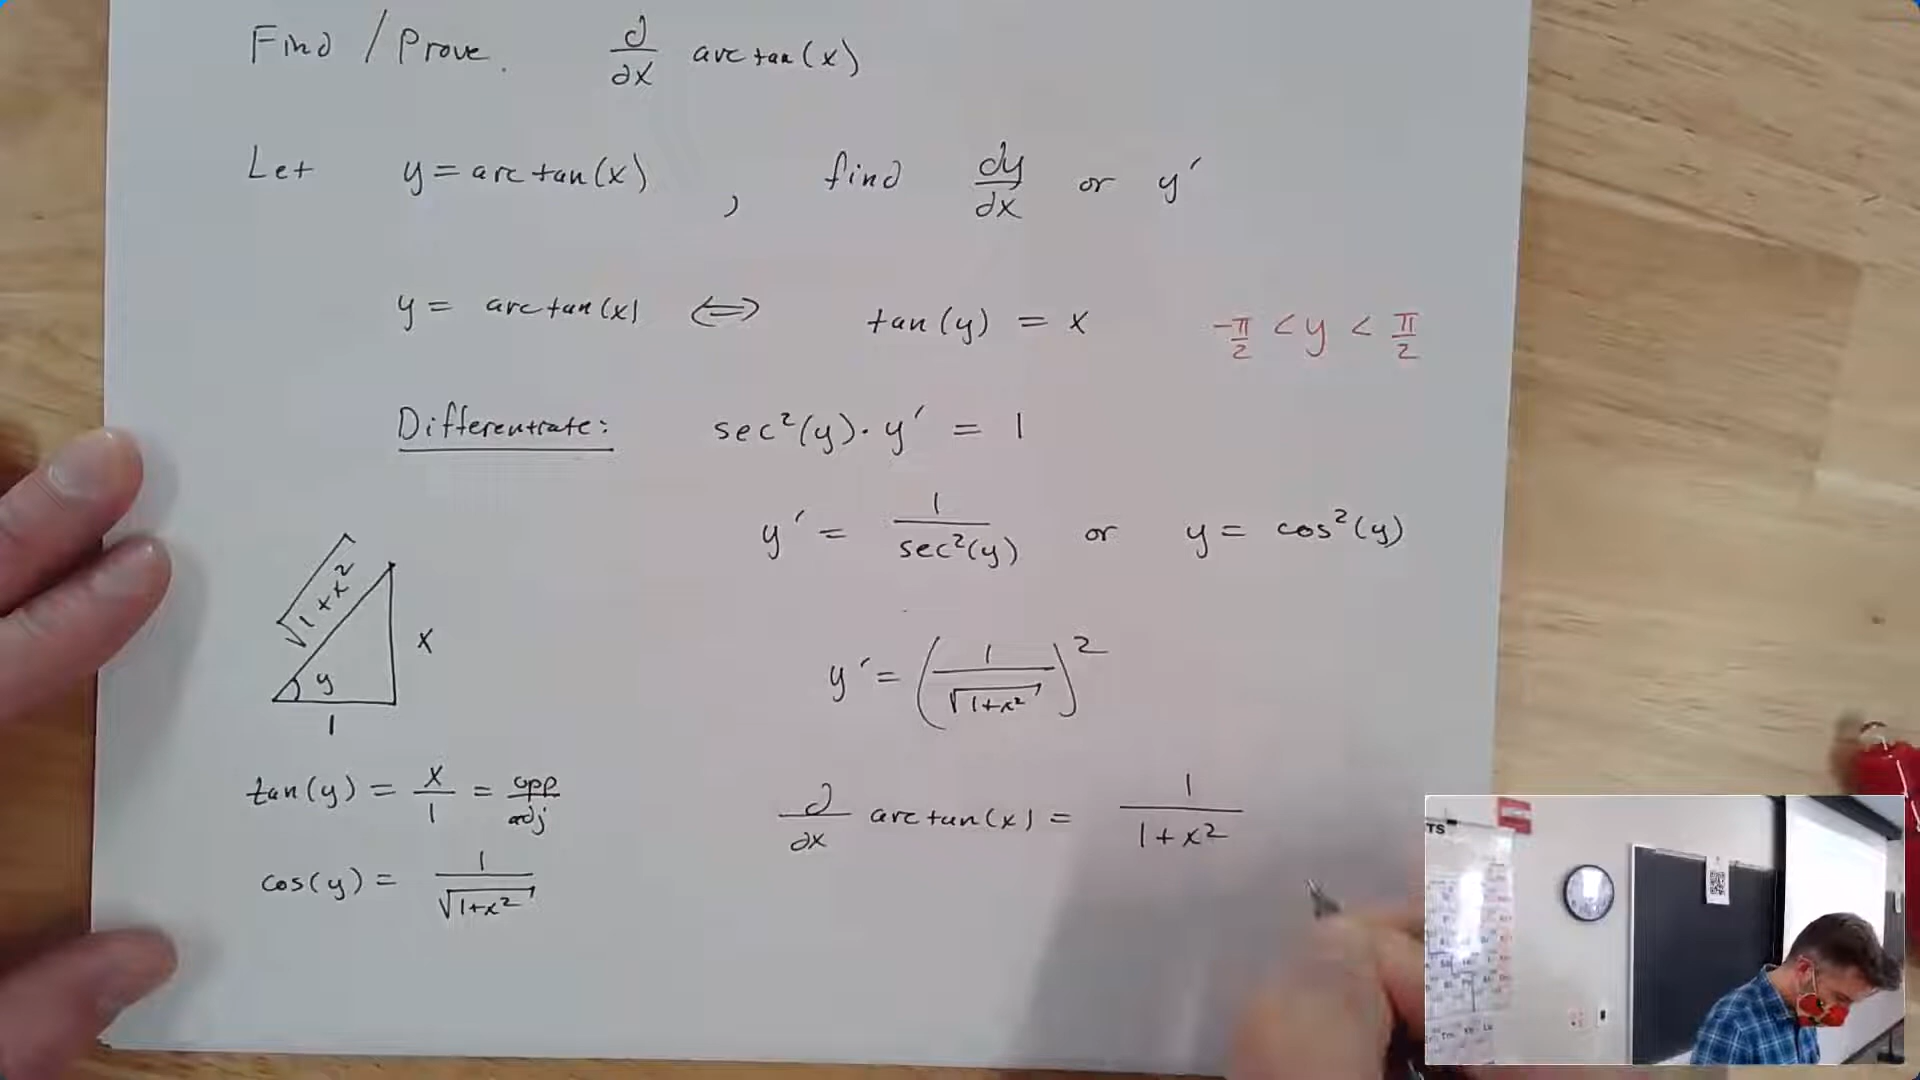 Find / Prove. d/dx arctan(x)
Let y = arctan(x) , find dy/dx or y′
y = arctan(x) ⟺ tan(y) = x -π/2 < y < π/2
Differentiate: sec²(y) · y′ = 1
y′ = 1/sec²(y) or y = cos²(y)
√1+x²
x
y
1
y′ = (1/√1+x²)²
tan(y) = x/1 = opp/adj
d/dx arctan(x) = 1/1+x²
cos(y) = 1/√1+x²
TS